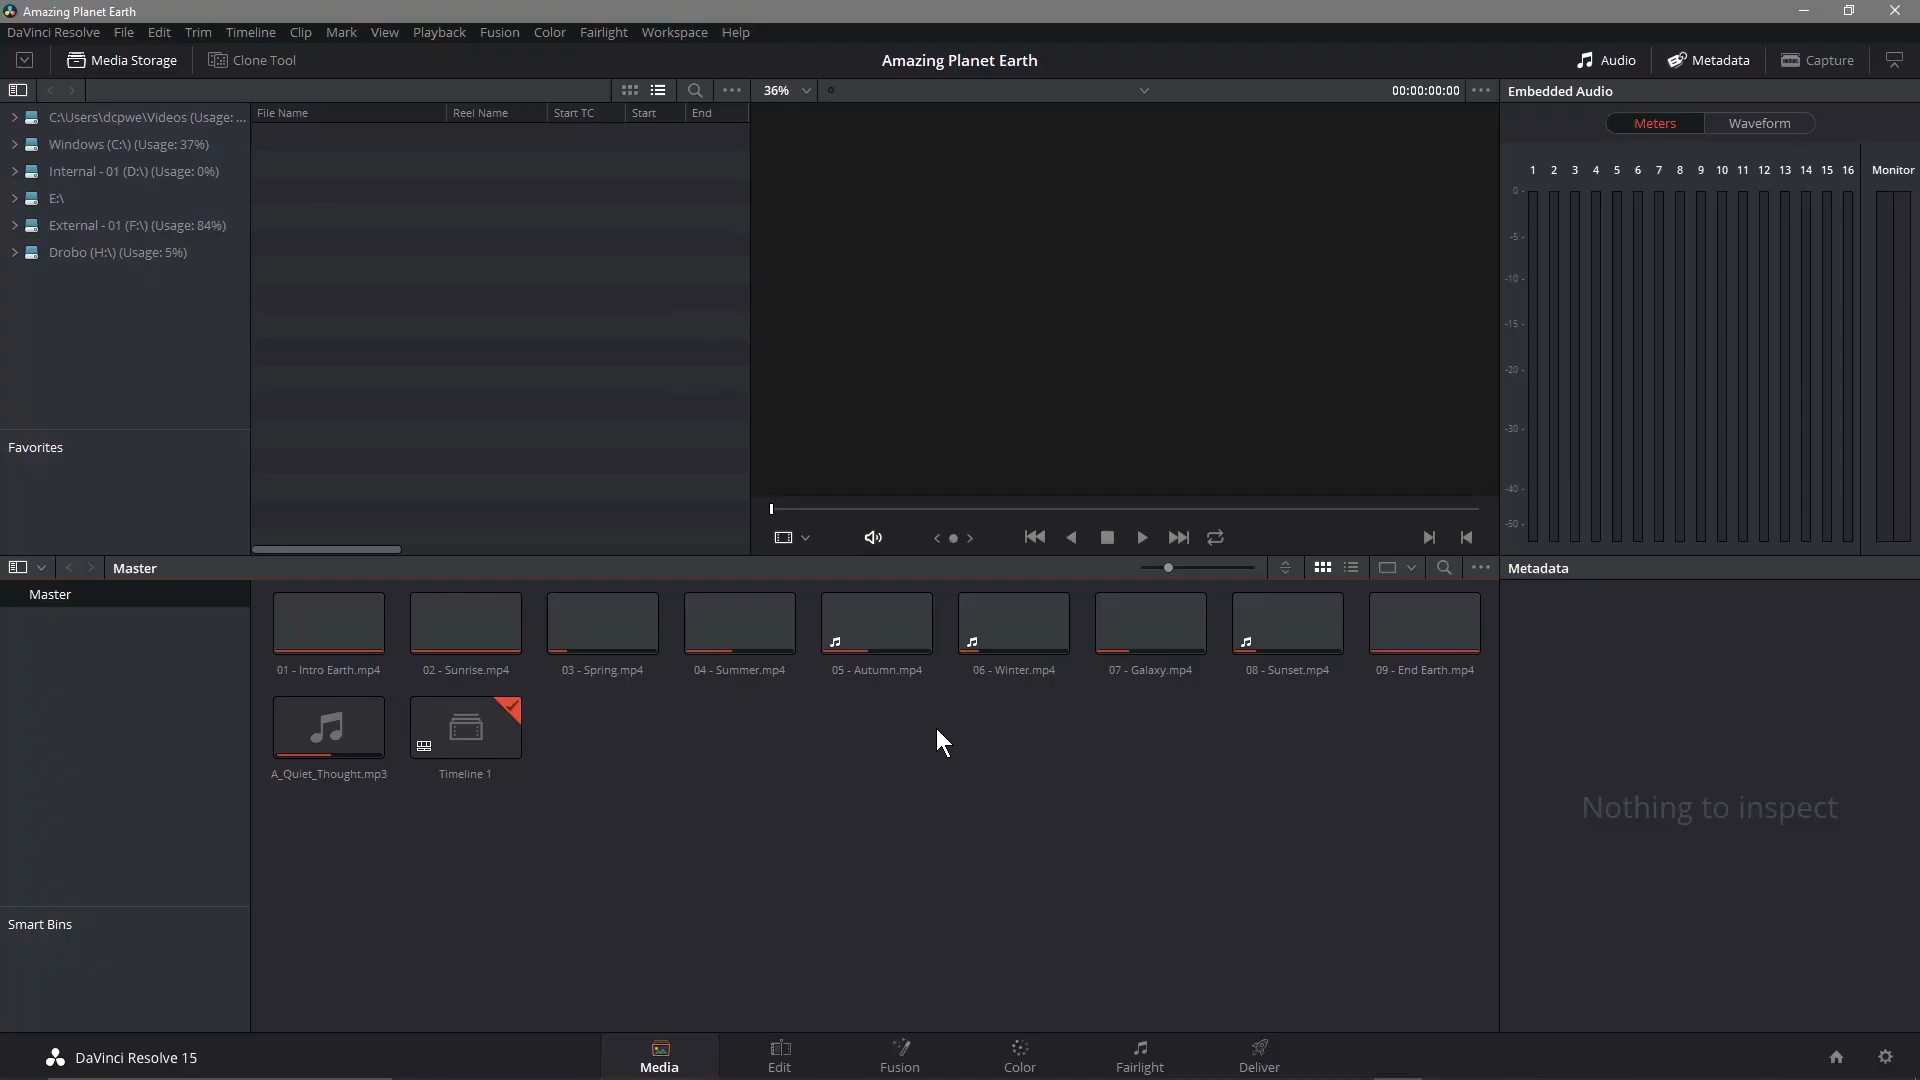 Amazing Planet Earth
DaVinci Resolve File Edit Trim Timeline Clip Mark View Playback Fusion Color Fairlight Workspace Help
Media Storage Clone Tool Amazing Planet Earth Audio Metadata Capture
36% 00:00:00:00 Embedded Audio
File Name Reel Name Start TC Start End
Meters Waveform
C:\Users\dcpwe\Videos (Usage: ...
Windows (C:\) (Usage: 37%)
Internal - 01 (D:\) (Usage: 0%)
E:\
External - 01 (F:\) (Usage: 84%)
Drobo (H:\) (Usage: 5%)
1 2 3 4 5 6 7 8 9 10 11 12 13 14 15 16 Monitor
0 -
-5 -
-10 -
-15 -
-20 -
-30 -
-40 -
-50 -
Favorites
Master Metadata
Master
01 - Intro Earth.mp4 02 - Sunrise.mp4 03 - Spring.mp4 04 - Summer.mp4 05 - Autumn.mp4 06 - Winter.mp4 07 - Galaxy.mp4 08 - Sunset.mp4 09 - End Earth.mp4
A_Quiet_Thought.mp3 Timeline 1
Nothing to inspect
Smart Bins
DaVinci Resolve 15 Media Edit Fusion Color Fairlight Deliver